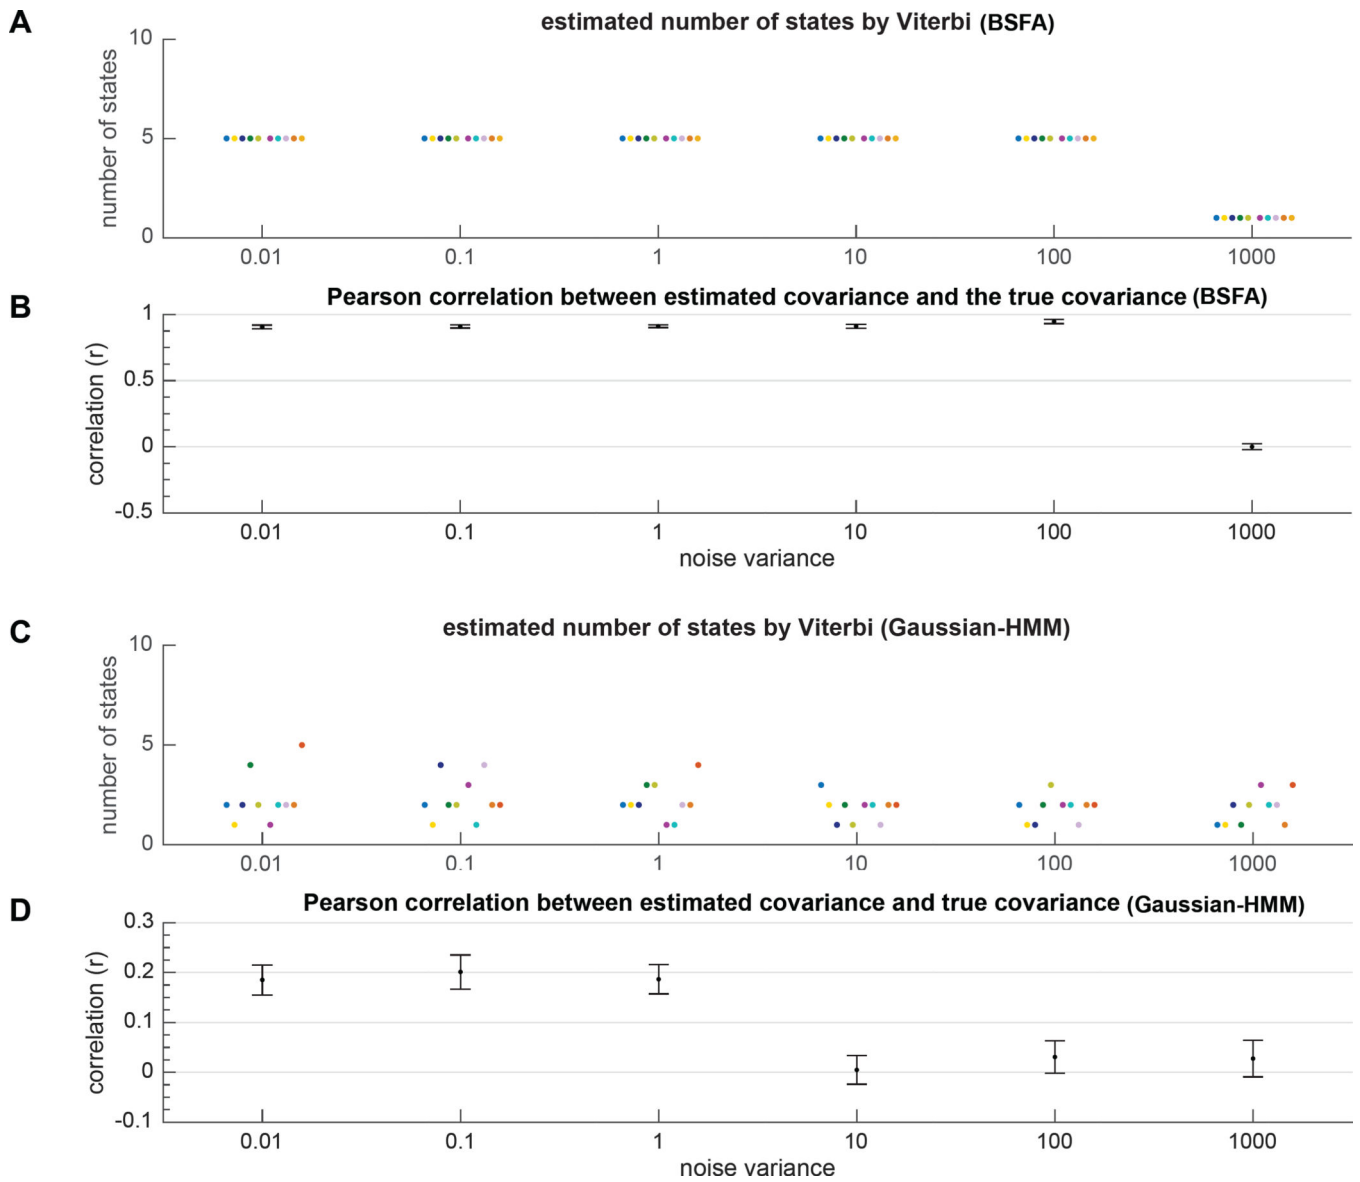 A
estimated number of states by Viterbi (BSFA)
10
5
0
number of states
0.01 0.1 1 10 100 1000
B
Pearson correlation between estimated covariance and the true covariance (BSFA)
1
0.5
0
-0.5
correlation (r)
0.01 0.1 1 10 100 1000
noise variance
C
estimated number of states by Viterbi (Gaussian-HMM)
10
5
0
number of states
0.01 0.1 1 10 100 1000
D
Pearson correlation between estimated covariance and true covariance (Gaussian-HMM)
0.3
0.2
0.1
0
-0.1
correlation (r)
0.01 0.1 1 10 100 1000
noise variance